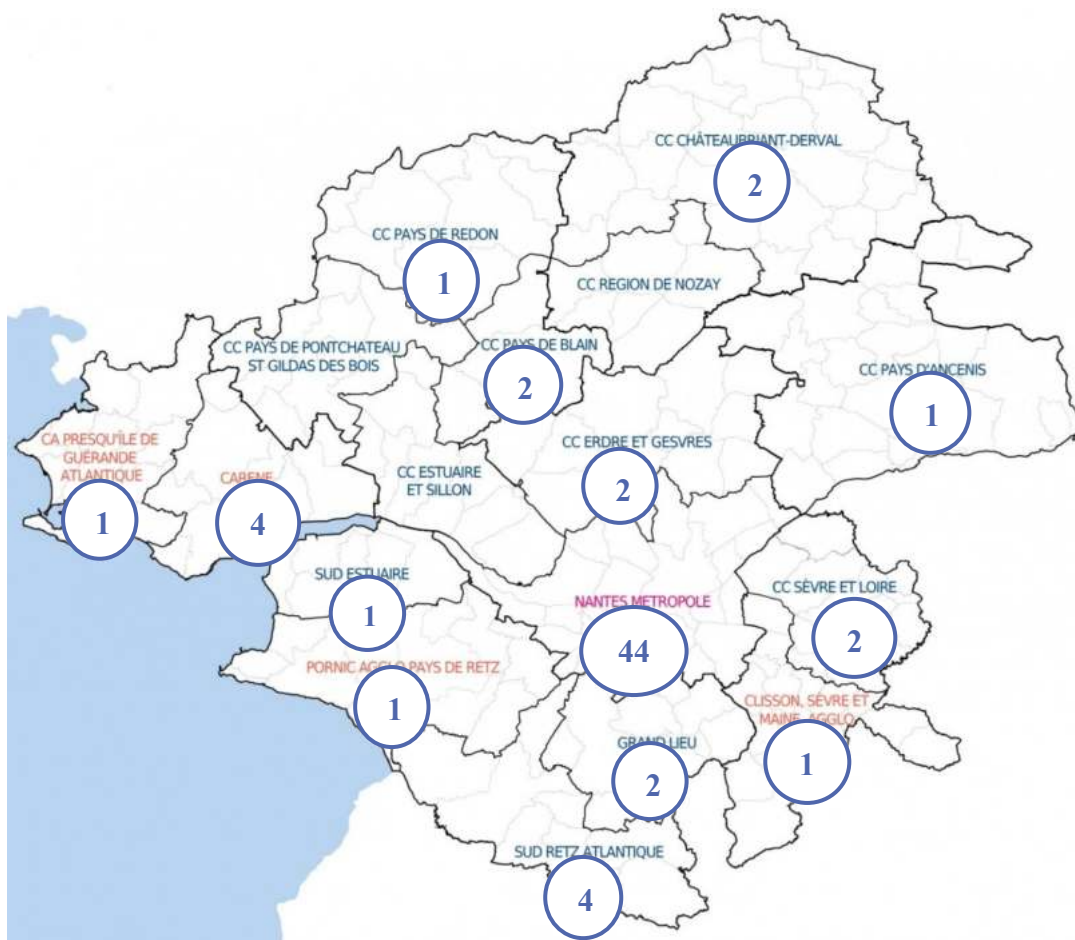 CC CHÂTEAUBRIANT-DERVAL
2
CC PAYS DE REDON
1
CC REGION DE NOZAY
CC PAYS DE PONTCHATEAU
ST GILDAS DES BOIS
CC PAYS DE BLAIN
2
CC PAYS D'ANCENIS
1
CA PRESQU'ÎLE DE
GUÉRANDE
ATLANTIQUE
1
CARENE
4
CC ESTUAIRE
ET SILLON
CC ERDRE ET GESVRES
2
SUD ESTUAIRE
1
NANTES METROPOLE
44
CC SÈVRE ET LOIRE
2
PORNIC AGGLO PAYS DE RETZ
1
CLISSON, SÈVRE ET
MAINE AGGLO
1
GRAND LIEU
2
SUD RETZ ATLANTIQUE
4